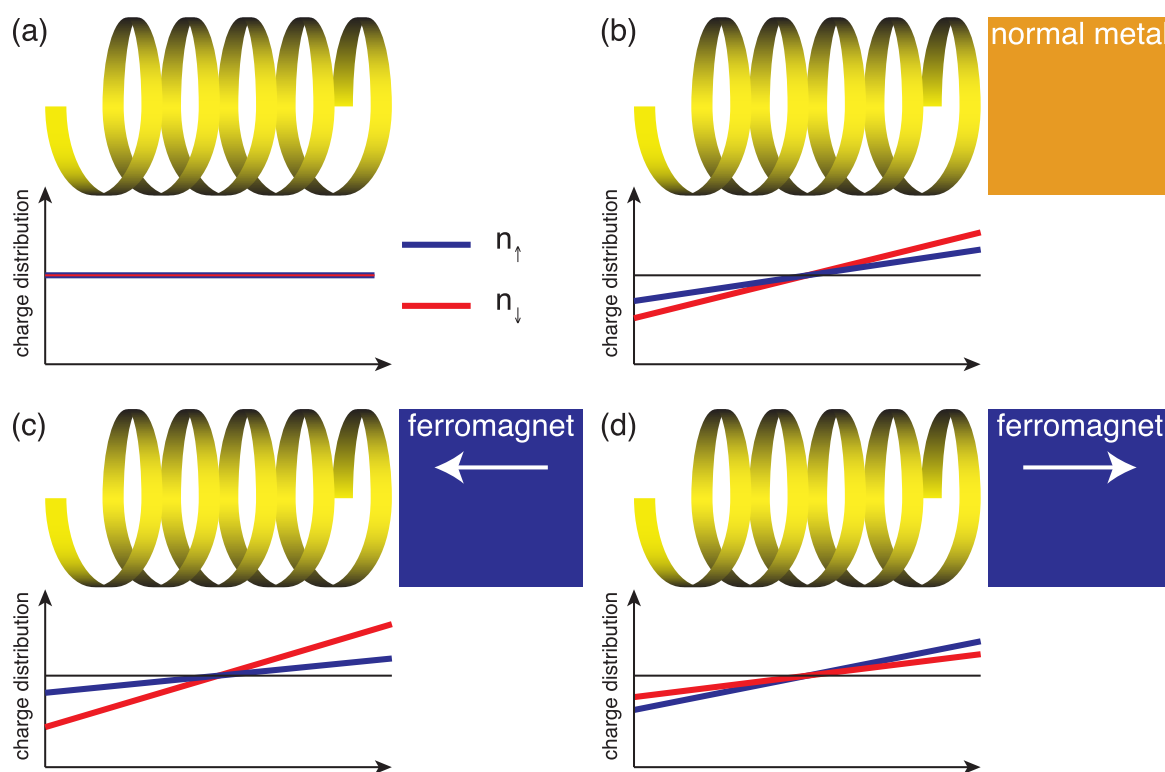 (a)
(b)
normal metal
charge distribution
n↑
n↓
charge distribution
(c)
ferromagnet
(d)
ferromagnet
charge distribution
charge distribution